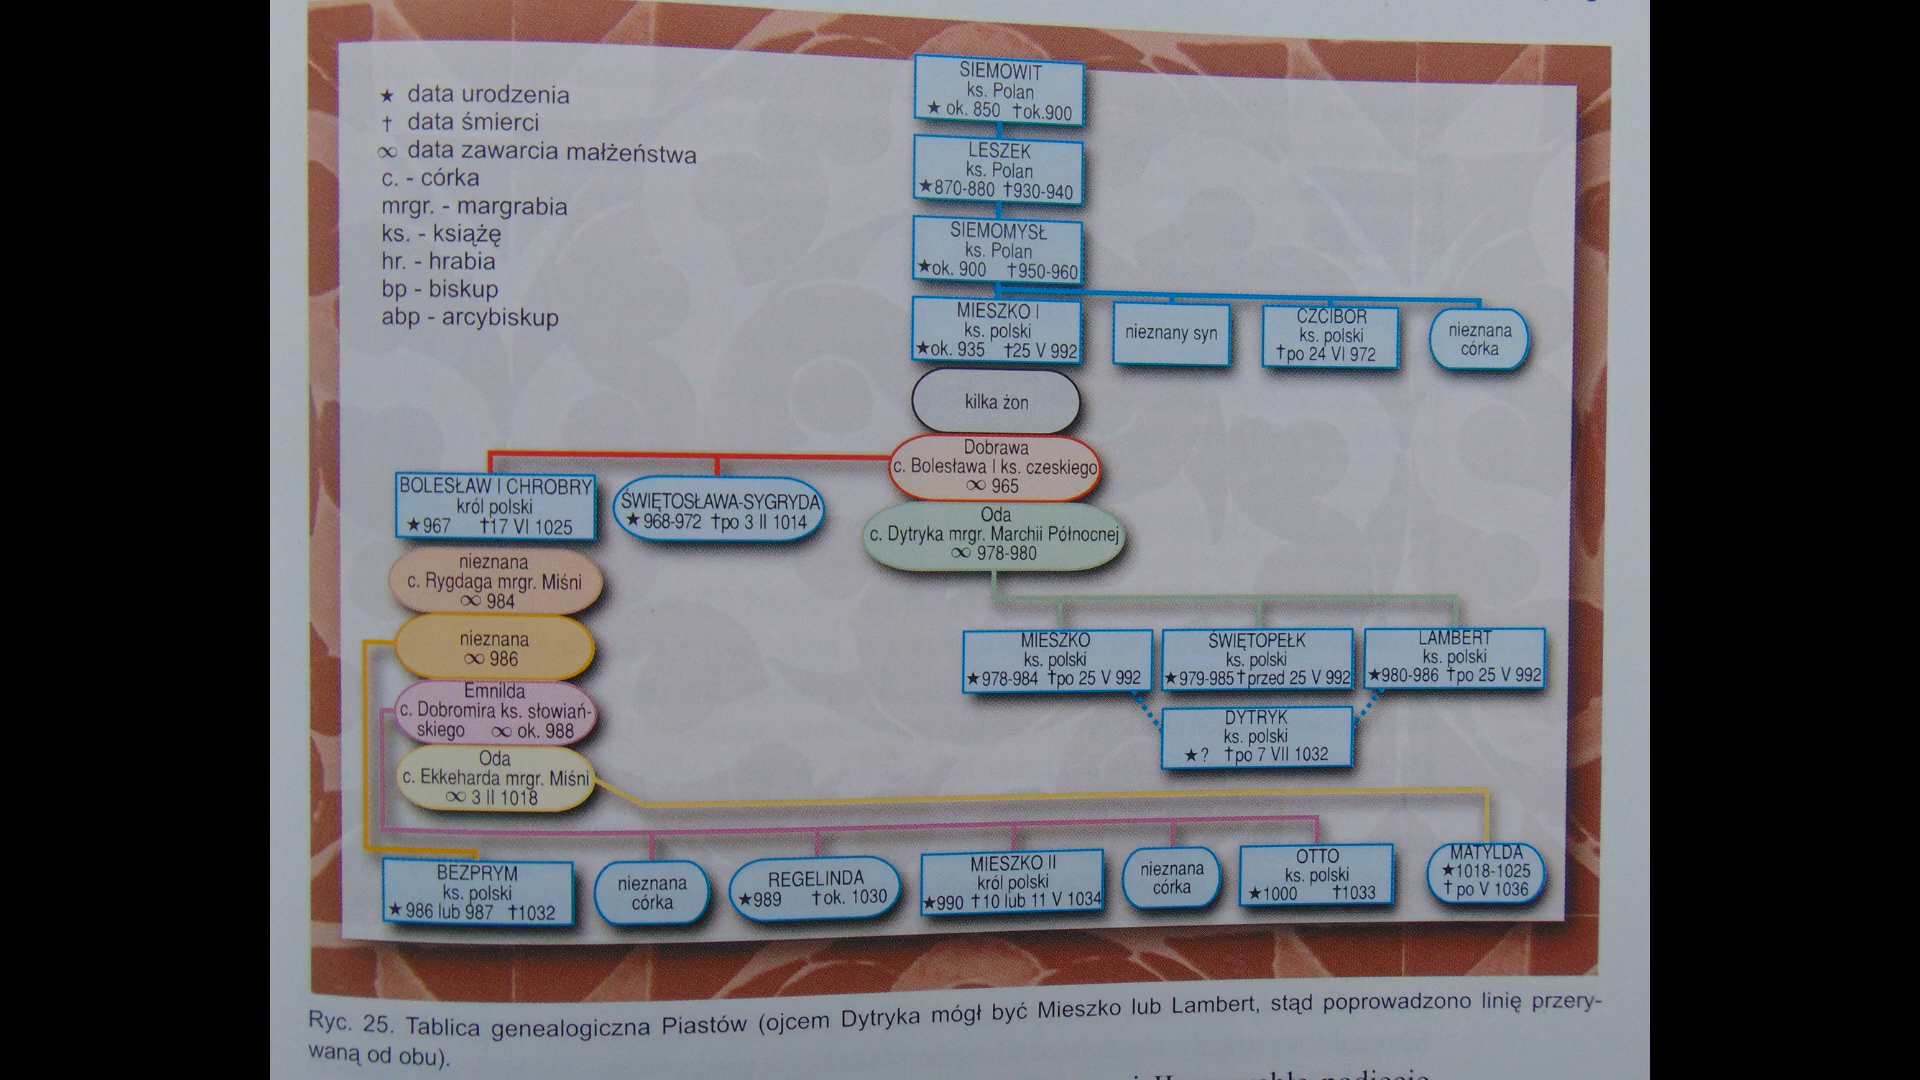 ★ data urodzenia
† data śmierci
∞ data zawarcia małżeństwa
c. - córka
mrgr. - margrabia
ks. - książę
hr. - hrabia
bp - biskup
abp - arcybiskup
SIEMOWIT
ks. Polan
★ ok. 850 †ok.900
LESZEK
ks. Polan
★870-880 †930-940
SIEMOMYSŁ
ks. Polan
★ok. 900 †950-960
MIESZKO I
ks. polski
★ok. 935 †25 V 992
nieznany syn
CZCIBOR
ks. polski
†po 24 VI 972
nieznana
córka
kilka żon
Dobrawa
c. Bolesława I ks. czeskiego
∞ 965
Oda
c. Dytryka mrgr. Marchii Północnej
∞ 978-980
BOLESŁAW I CHROBRY
król polski
★967 †17 VI 1025
ŚWIĘTOSŁAWA-SYGRYDA
★968-972 †po 3 II 1014
nieznana
c. Rygdaga mrgr. Miśni
∞ 984
nieznana
∞ 986
Emnilda
c. Dobromira ks. słowiań-
skiego ∞ ok. 988
Oda
c. Ekkeharda mrgr. Miśni
∞ 3 II 1018
MIESZKO
ks. polski
★978-984 †po 25 V 992
ŚWIĘTOPEŁK
ks. polski
★979-985 †przed 25 V 992
LAMBERT
ks. polski
★980-986 †po 25 V 992
DYTRYK
ks. polski
★? †po 7 VII 1032
BEZPRYM
ks. polski
★986 lub 987 †1032
nieznana
córka
REGELINDA
★989 †ok. 1030
MIESZKO II
król polski
★990 †10 lub 11 V 1034
nieznana
córka
OTTO
ks. polski
★1000 †1033
MATYLDA
★1018-1025
† po V 1036
Ryc. 25. Tablica genealogiczna Piastów (ojcem Dytryka mógł być Mieszko lub Lambert, stąd poprowadzono linię przery-
waną od obu).